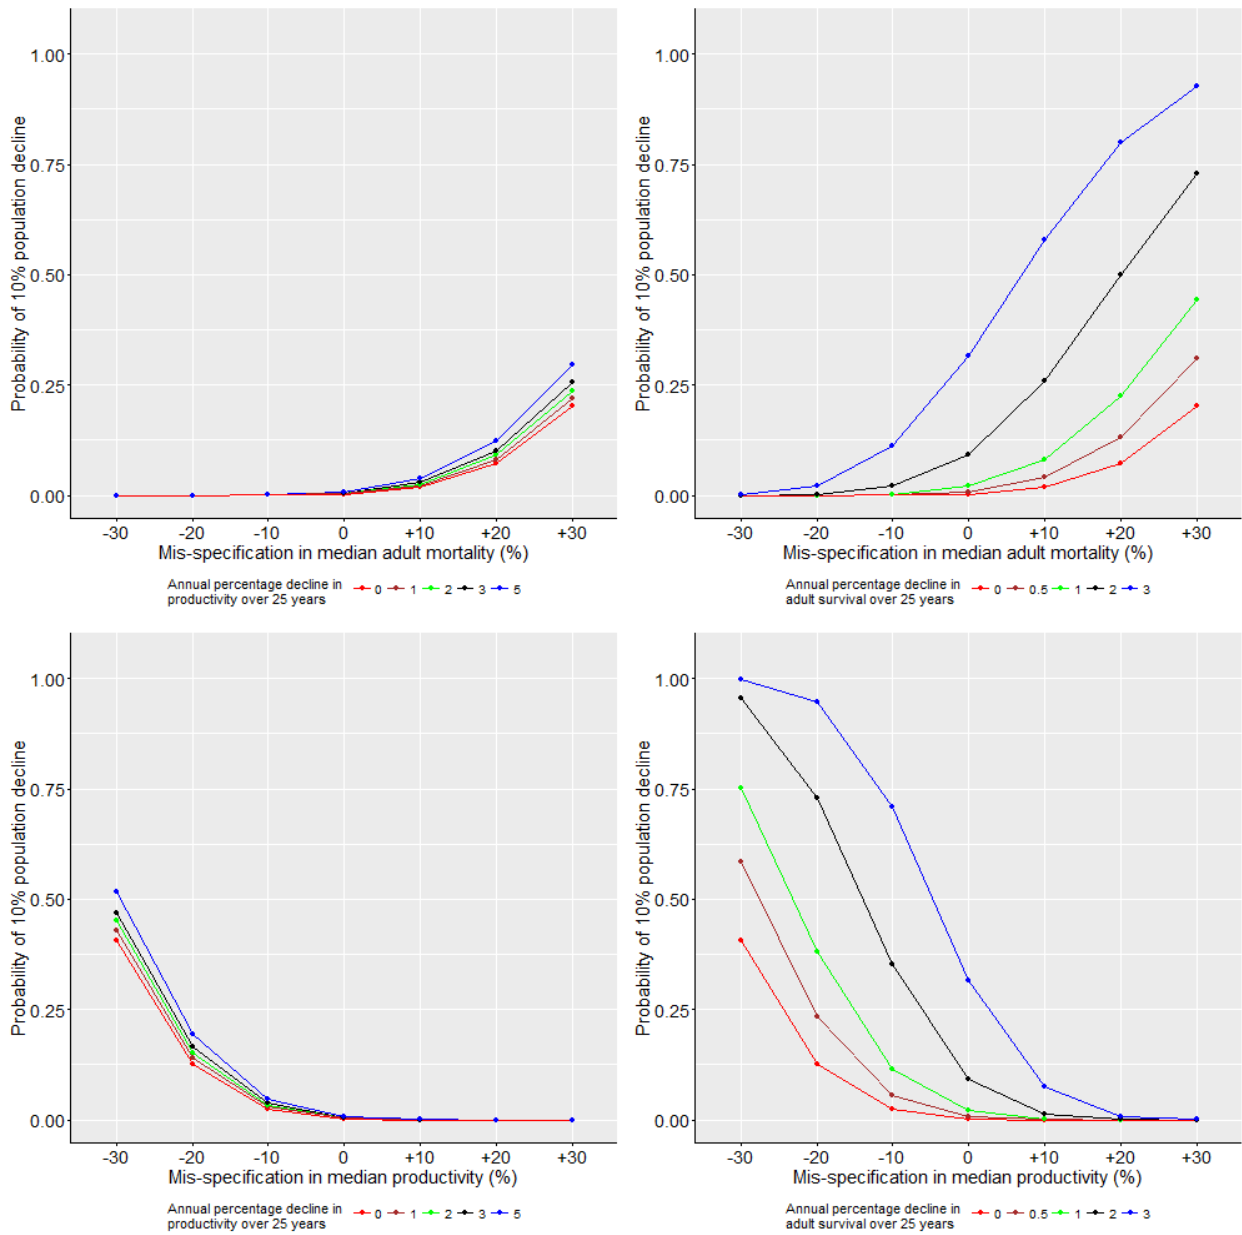 Probability of 10% population decline
1.00
0.75
0.50
0.25
0.00
-30 -20 -10 0 +10 +20 +30
Mis-specification in median adult mortality (%)
Annual percentage decline in
productivity over 25 years
0 1 2 3 5
Probability of 10% population decline
1.00
0.75
0.50
0.25
0.00
-30 -20 -10 0 +10 +20 +30
Mis-specification in median adult mortality (%)
Annual percentage decline in
adult survival over 25 years
0 0.5 1 2 3
Probability of 10% population decline
1.00
0.75
0.50
0.25
0.00
-30 -20 -10 0 +10 +20 +30
Mis-specification in median productivity (%)
Annual percentage decline in
productivity over 25 years
0 1 2 3 5
Probability of 10% population decline
1.00
0.75
0.50
0.25
0.00
-30 -20 -10 0 +10 +20 +30
Mis-specification in median productivity (%)
Annual percentage decline in
adult survival over 25 years
0 0.5 1 2 3